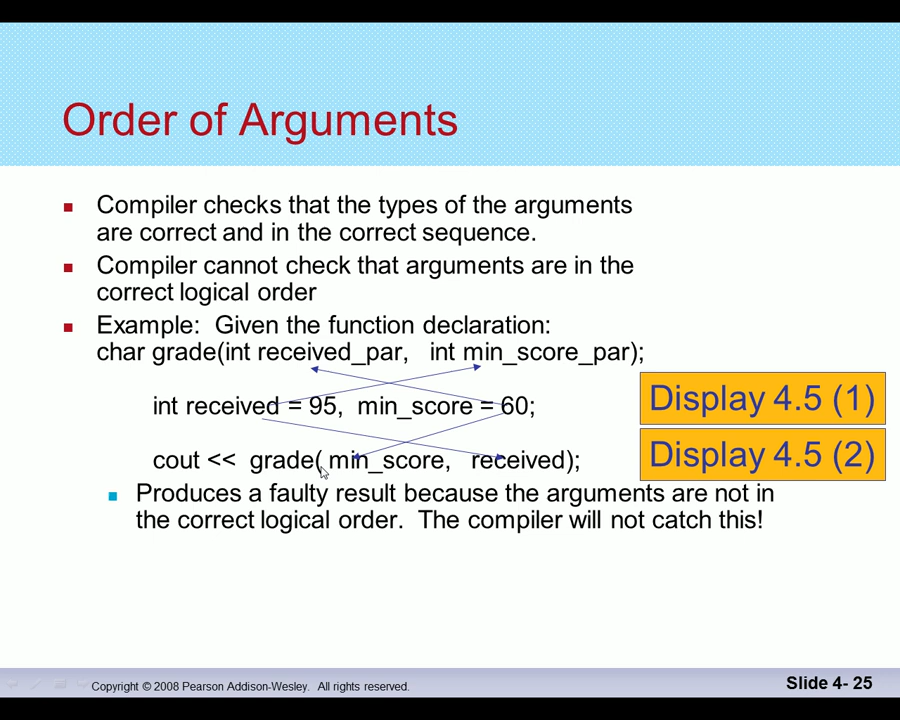 Order of Arguments
Compiler checks that the types of the arguments
are correct and in the correct sequence.
Compiler cannot check that arguments are in the
correct logical order
Example:  Given the function declaration:
char grade(int received_par,   int min_score_par);
int received = 95,  min_score = 60;
cout <<  grade( min_score,   received);
Produces a faulty result because the arguments are not in
the correct logical order.  The compiler will not catch this!
Display 4.5 (1)
Display 4.5 (2)
Copyright © 2008 Pearson Addison-Wesley.  All rights reserved.
Slide 4- 25